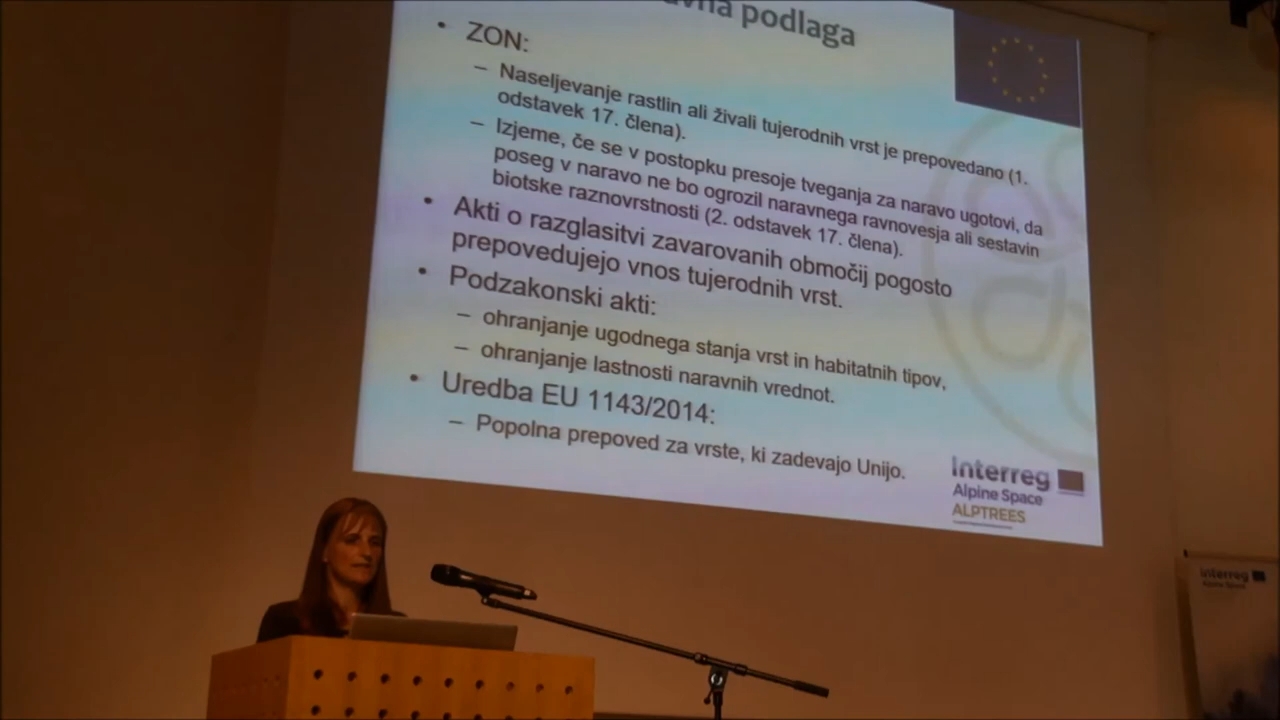 podlaga
• ZON:
– Naseljevanje rastlin ali živali tujerodnih vrst je prepovedano (1.
odstavek 17. člena).
– Izjeme, če se v postopku presoje tveganja za naravo ugotovi, da
poseg v naravo ne bo ogrozil naravnega ravnovesja ali sestavin
biotske raznovrstnosti (2. odstavek 17. člena).
• Akti o razglasitvi zavarovanih območij pogosto
prepovedujejo vnos tujerodnih vrst.
• Podzakonski akti:
– ohranjanje ugodnega stanja vrst in habitatnih tipov,
– ohranjanje lastnosti naravnih vrednot.
• Uredba EU 1143/2014:
– Popolna prepoved za vrste, ki zadevajo Unijo.
Interreg
Alpine Space
ALPTREES
Interreg
Alpine Space